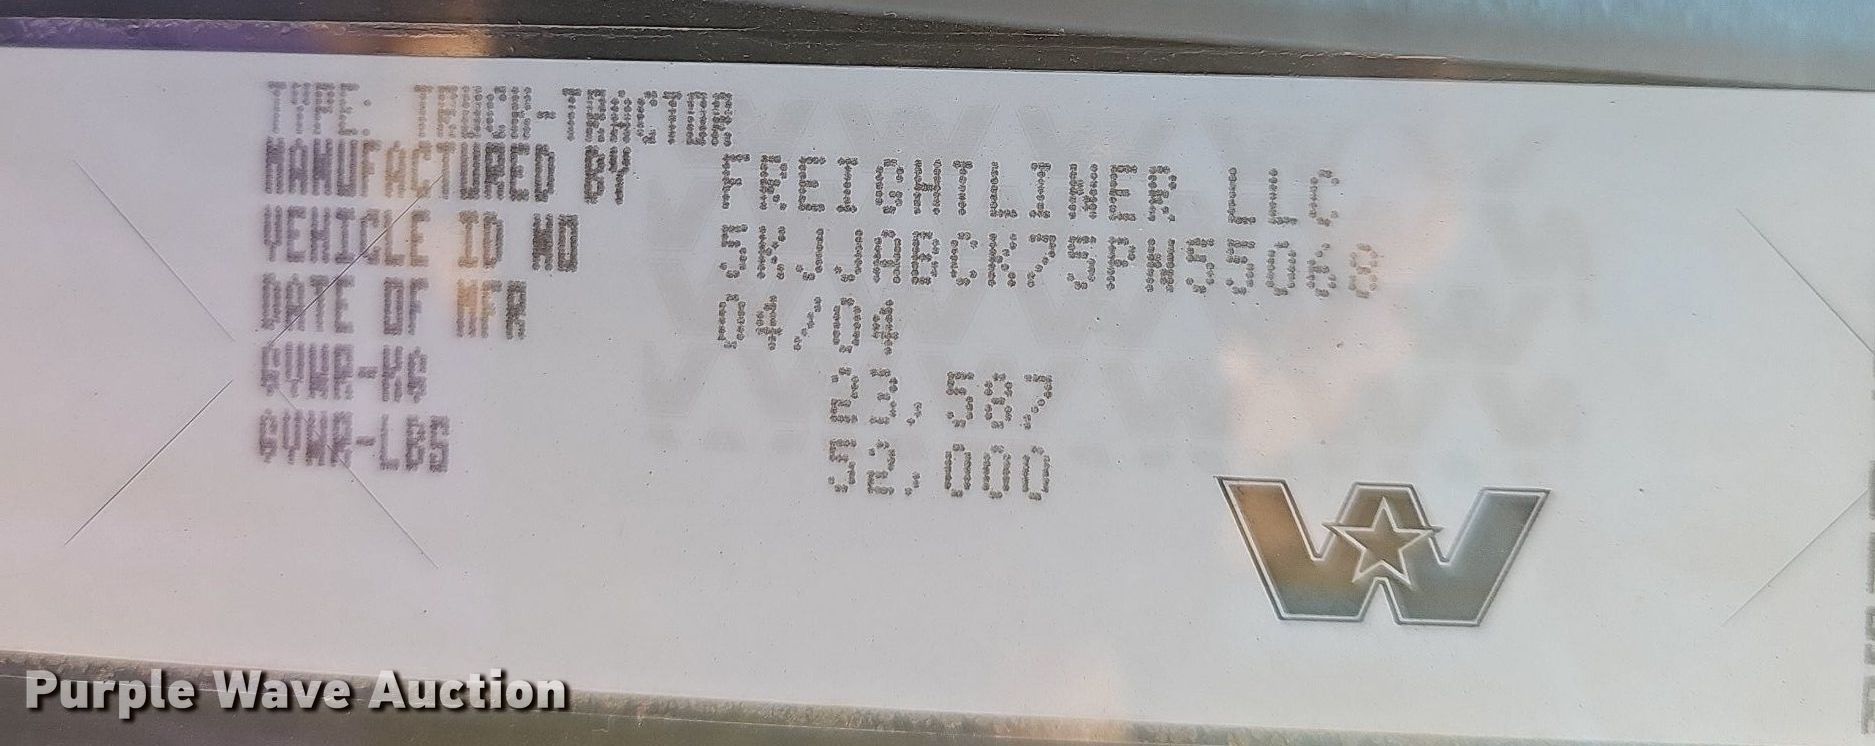 TYPE: TRUCK-TRACTOR
MANUFACTURED BY FREIGHTLINER LLC
VEHICLE ID NO 5KJJABCK75PN55068
DATE OF MFR 04/04
GVWR-KG 23,587
GVWR-LBS 52,000
W
Purple Wave Auction